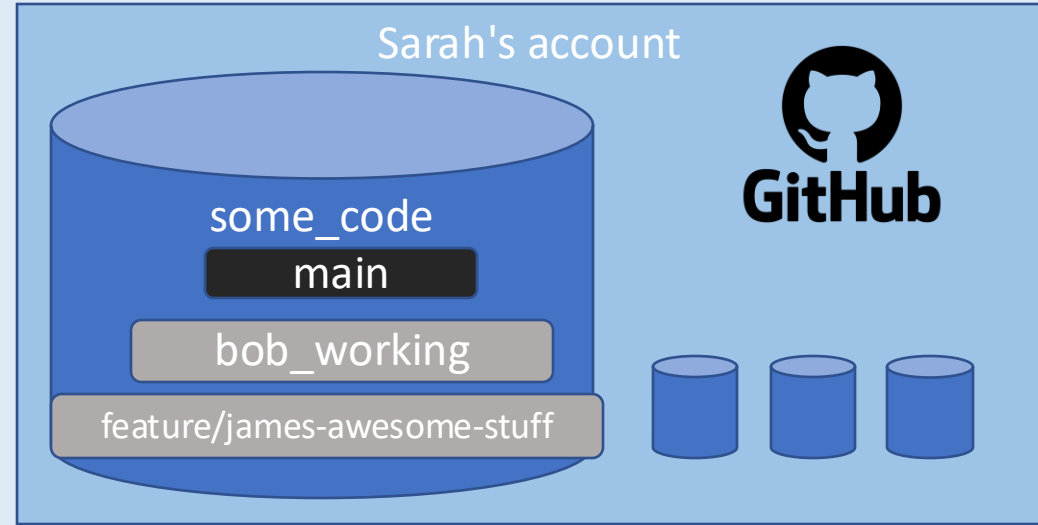 Sarah's account
GitHub
some_code
main
bob_working
feature/james-awesome-stuff